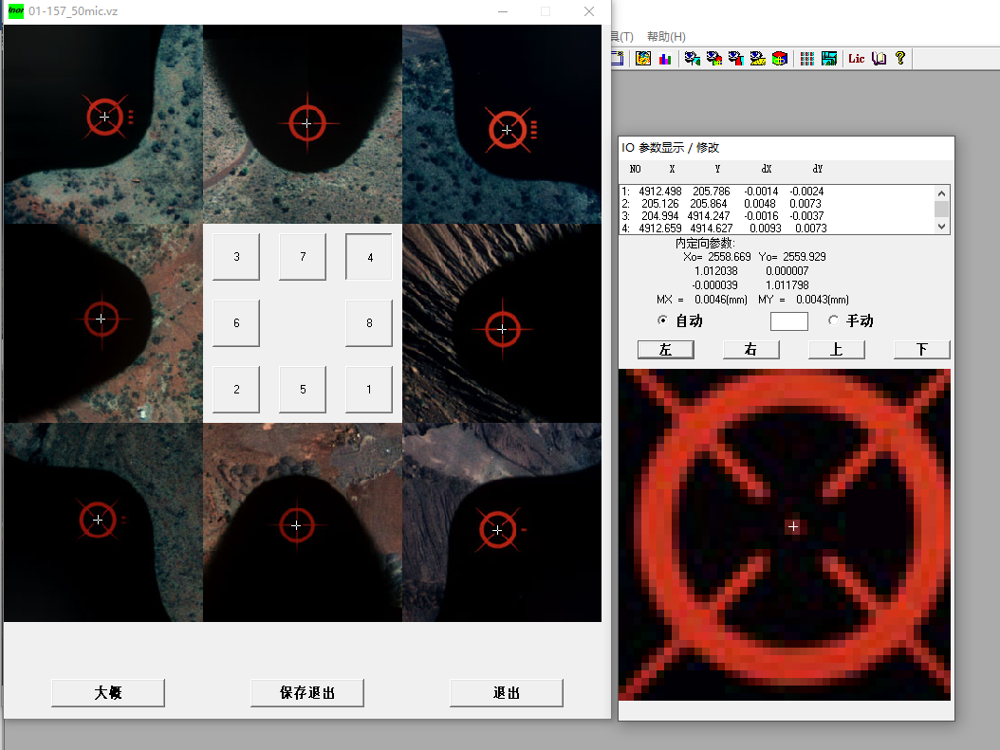 Inor 01-157_50mic.vz
具(T) 帮助(H)
Lic
3 7 4
6 8
2 5 1
大概 保存退出 退出
IO 参数显示 / 修改
NO X Y dX dY
1: 4912.498 205.786 -0.0014 -0.0024
2: 205.126 205.864 0.0048 0.0073
3: 204.994 4914.247 -0.0016 -0.0037
4: 4912.659 4914.627 0.0093 0.0073
内定向参数:
Xo= 2558.669 Yo= 2559.929
1.012038 0.000007
-0.000039 1.011798
MX = 0.0046(mm) MY = 0.0043(mm)
自动 手动
左 右 上 下